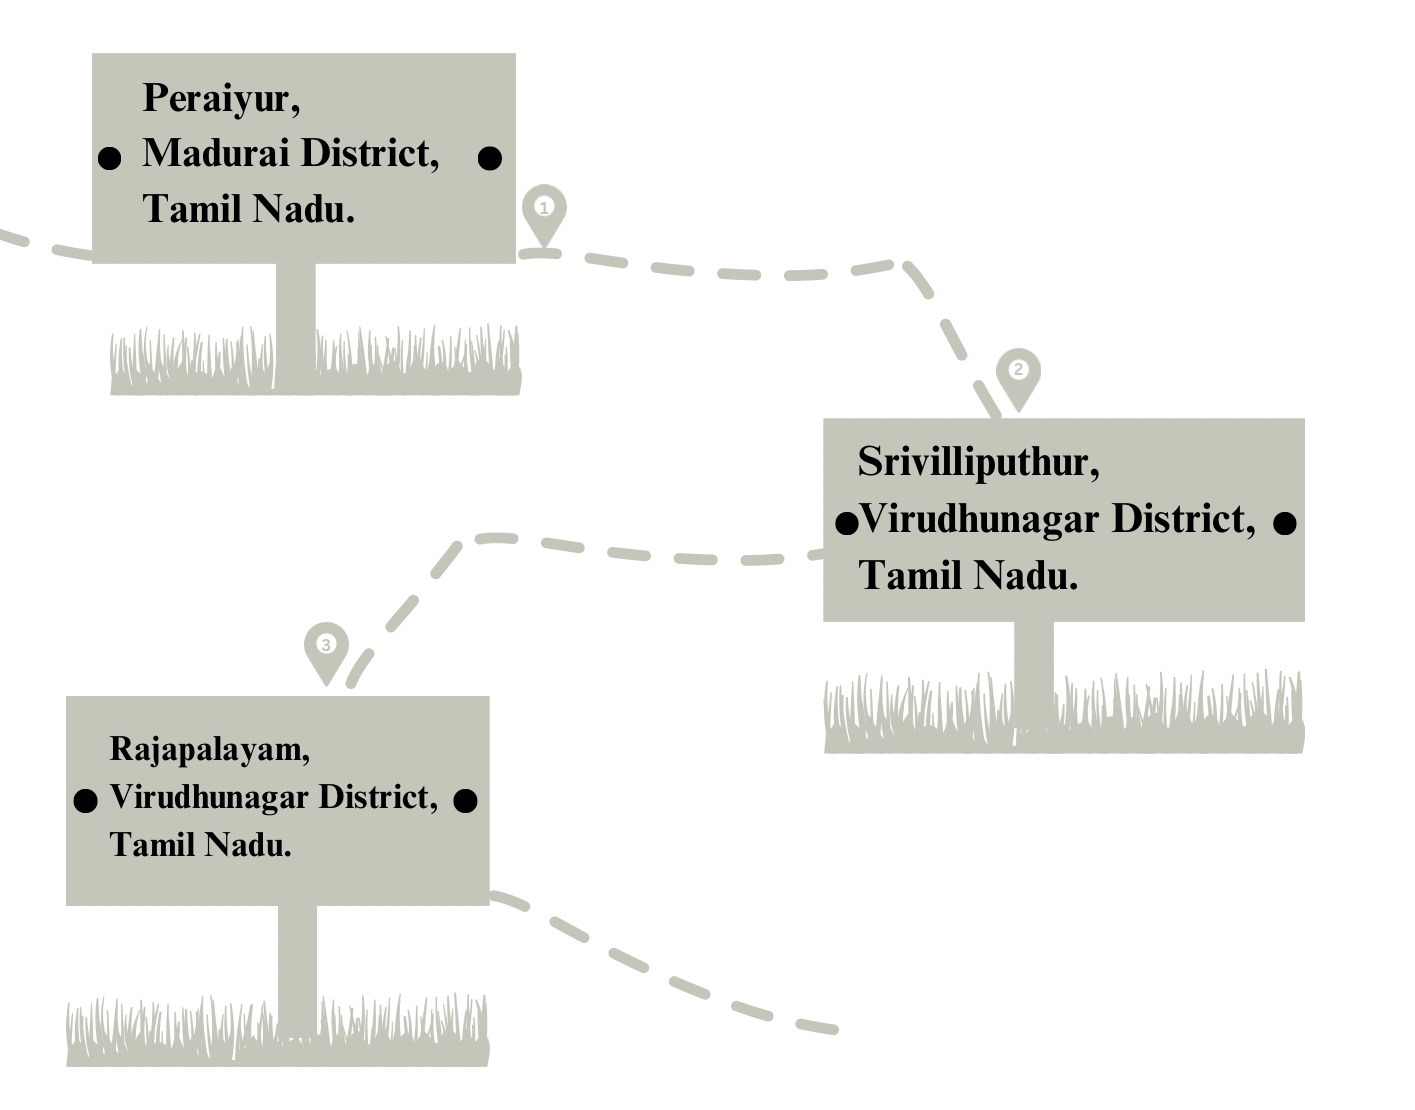 Peraiyur,
Madurai District,
Tamil Nadu.
1
2
Srivilliputhur,
Virudhunagar District,
Tamil Nadu.
3
Rajapalayam,
Virudhunagar District,
Tamil Nadu.